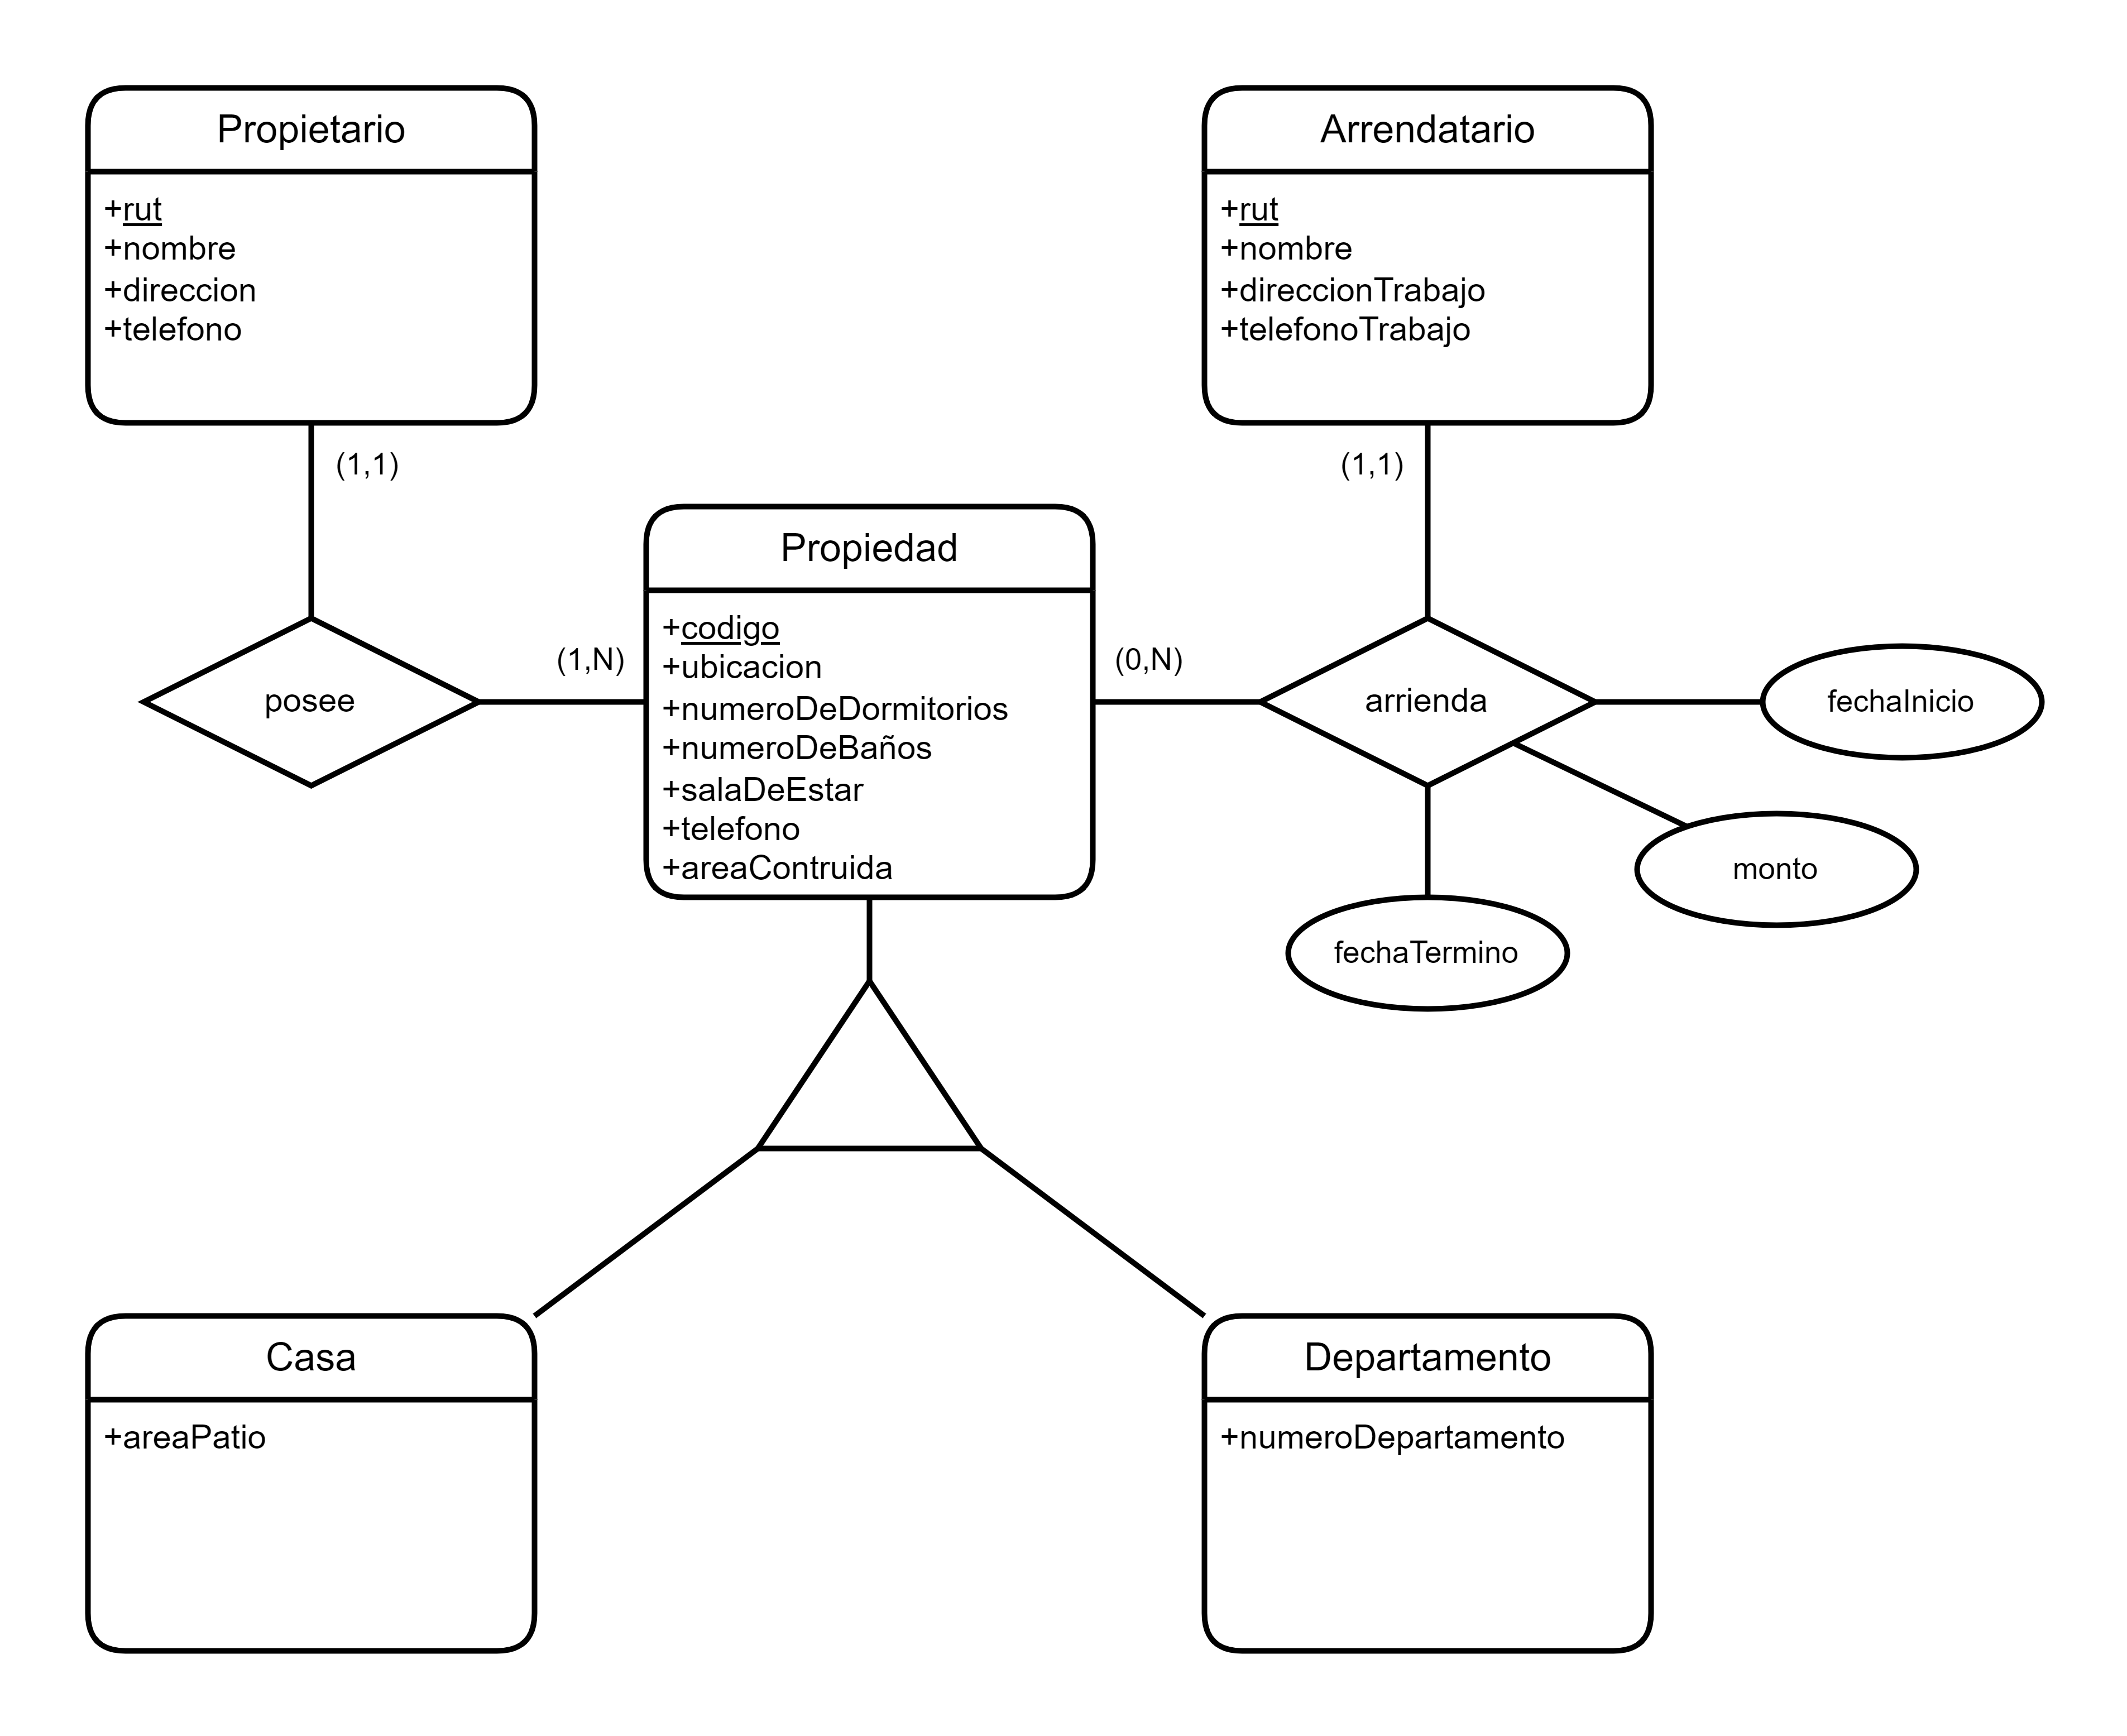 Propietario
+rut
+nombre
+direccion
+telefono
Arrendatario
+rut
+nombre
+direccionTrabajo
+telefonoTrabajo
(1,1)
(1,1)
Propiedad
+codigo
+ubicacion
+numeroDeDormitorios
+numeroDeBaños
+salaDeEstar
+telefono
+areaContruida
posee
(1,N)
(0,N)
arrienda
fechaInicio
monto
fechaTermino
Casa
+areaPatio
Departamento
+numeroDepartamento